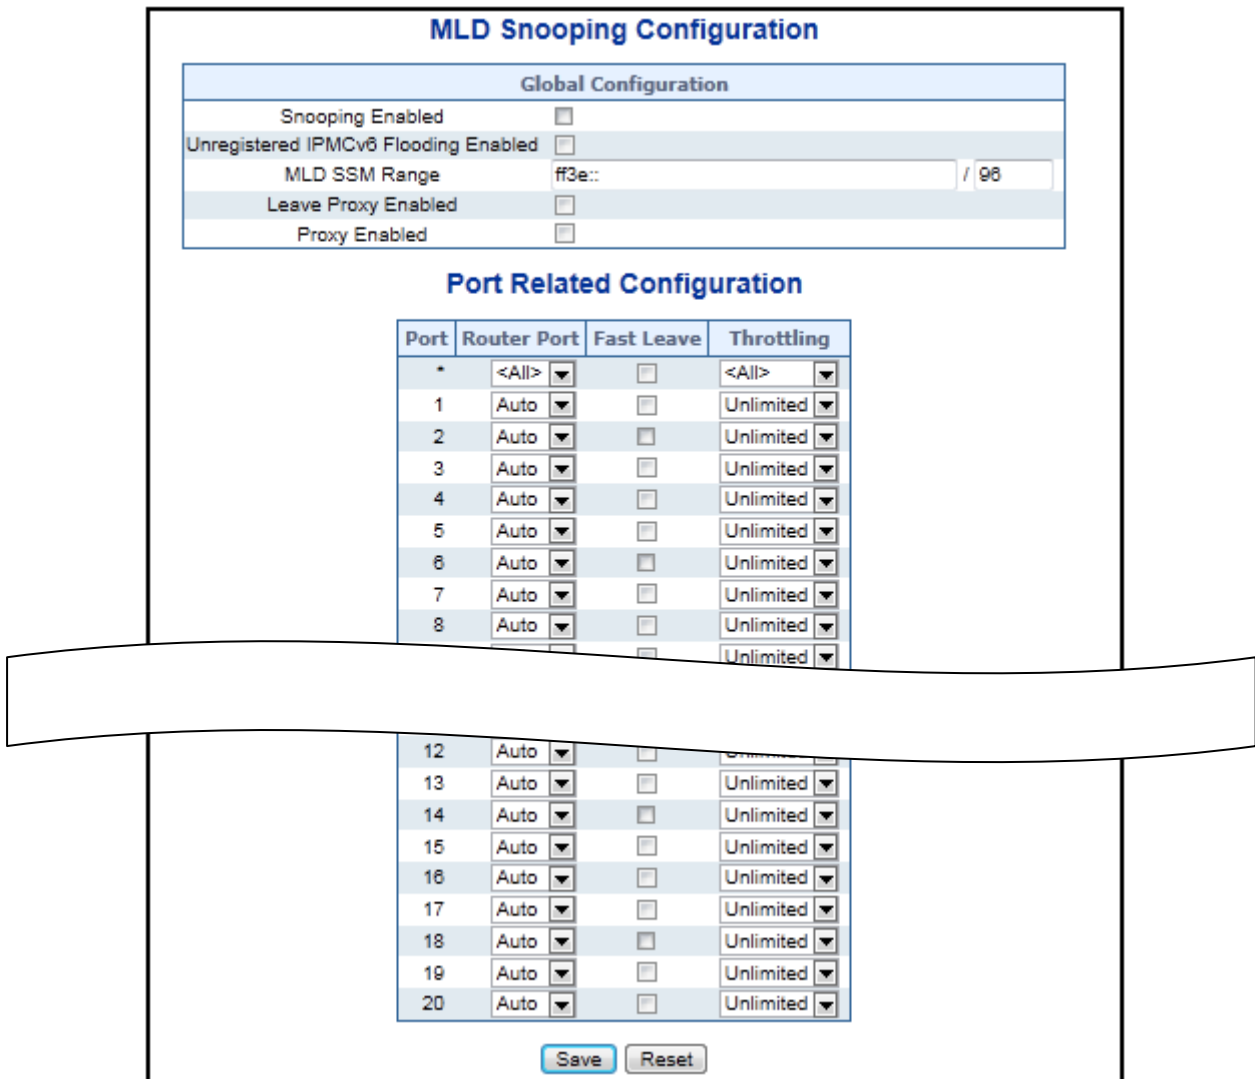 MLD Snooping Configuration
Global Configuration
Snooping Enabled
Unregistered IPMCv6 Flooding Enabled
MLD SSM Range ff3e:: / 96
Leave Proxy Enabled
Proxy Enabled
Port Related Configuration
Port Router Port Fast Leave Throttling
* <All> <All>
1 Auto Unlimited
2 Auto Unlimited
3 Auto Unlimited
4 Auto Unlimited
5 Auto Unlimited
6 Auto Unlimited
7 Auto Unlimited
8 Auto Unlimited
Unlimited
12 Auto
13 Auto Unlimited
14 Auto Unlimited
15 Auto Unlimited
16 Auto Unlimited
17 Auto Unlimited
18 Auto Unlimited
19 Auto Unlimited
20 Auto Unlimited
Save Reset